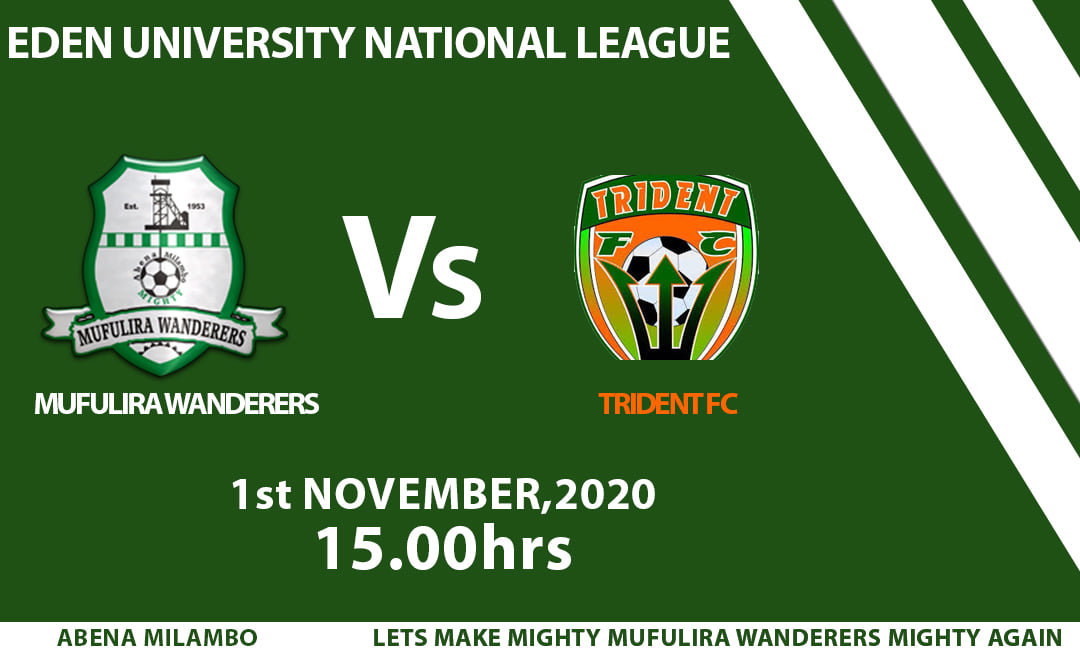 EDEN UNIVERSITY NATIONAL LEAGUE
Est. 1953
Abena Milambo
MIGHTY
MUFULIRA WANDERERS
Vs
TRIDENT
F C
MUFULIRA WANDERERS
TRIDENT FC
1st NOVEMBER,2020
15.00hrs
ABENA MILAMBO
LETS MAKE MIGHTY MUFULIRA WANDERERS MIGHTY AGAIN